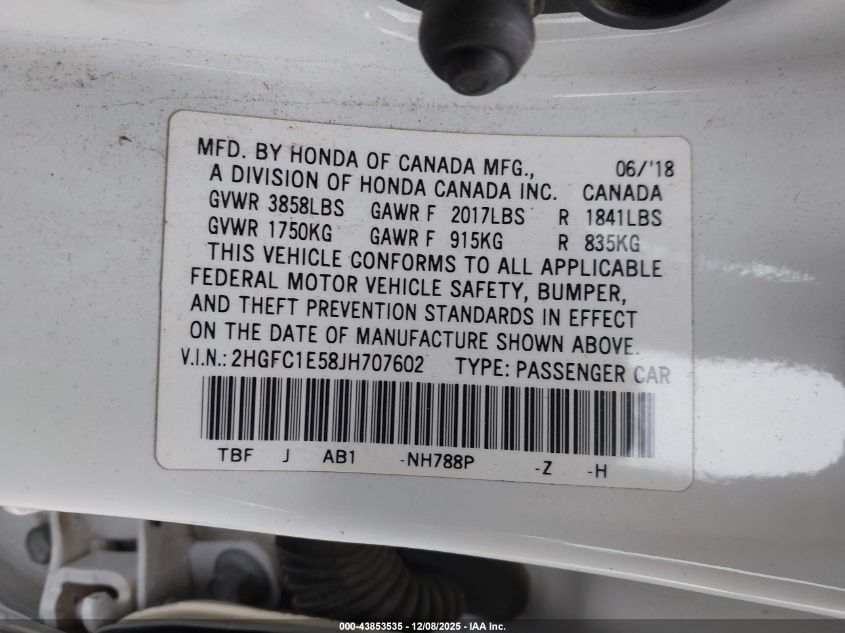 MFD. BY HONDA OF CANADA MFG., 06/'18
A DIVISION OF HONDA CANADA INC. CANADA
GVWR 3858LBS GAWR F 2017LBS R 1841LBS
GVWR 1750KG GAWR F 915KG R 835KG
THIS VEHICLE CONFORMS TO ALL APPLICABLE
FEDERAL MOTOR VEHICLE SAFETY, BUMPER,
AND THEFT PREVENTION STANDARDS IN EFFECT
ON THE DATE OF MANUFACTURE SHOWN ABOVE.
V.I.N.: 2HGFC1E58JH707602 TYPE: PASSENGER CAR
TBF J AB1 -NH788P -Z -H
000-43853535 - 12/08/2025 - IAA Inc.